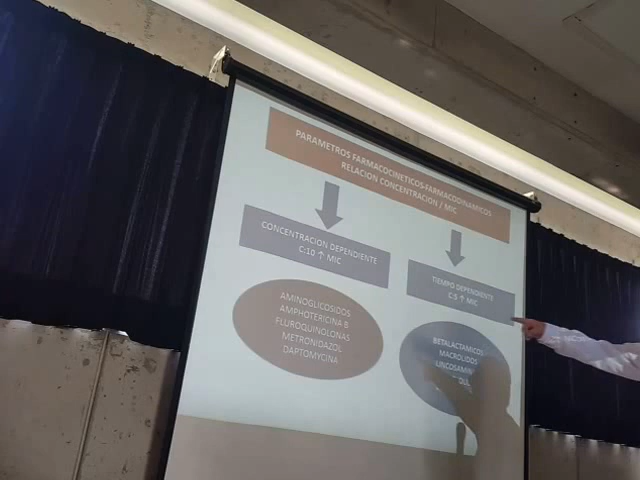 PARAMETROS FARMACOCINETICOS-FARMACODINAMICOS
RELACION CONCENTRACION / MIC
CONCENTRACION DEPENDIENTE
C:10 ↑ MIC
TIEMPO DEPENDIENTE
C:5 ↑ MIC
AMINOGLICOSIDOS
AMPHOTERICINA B
FLUROQUINOLONAS
METRONIDAZOL
DAPTOMYCINA
BETALACTAMICOS
MACROLIDOS